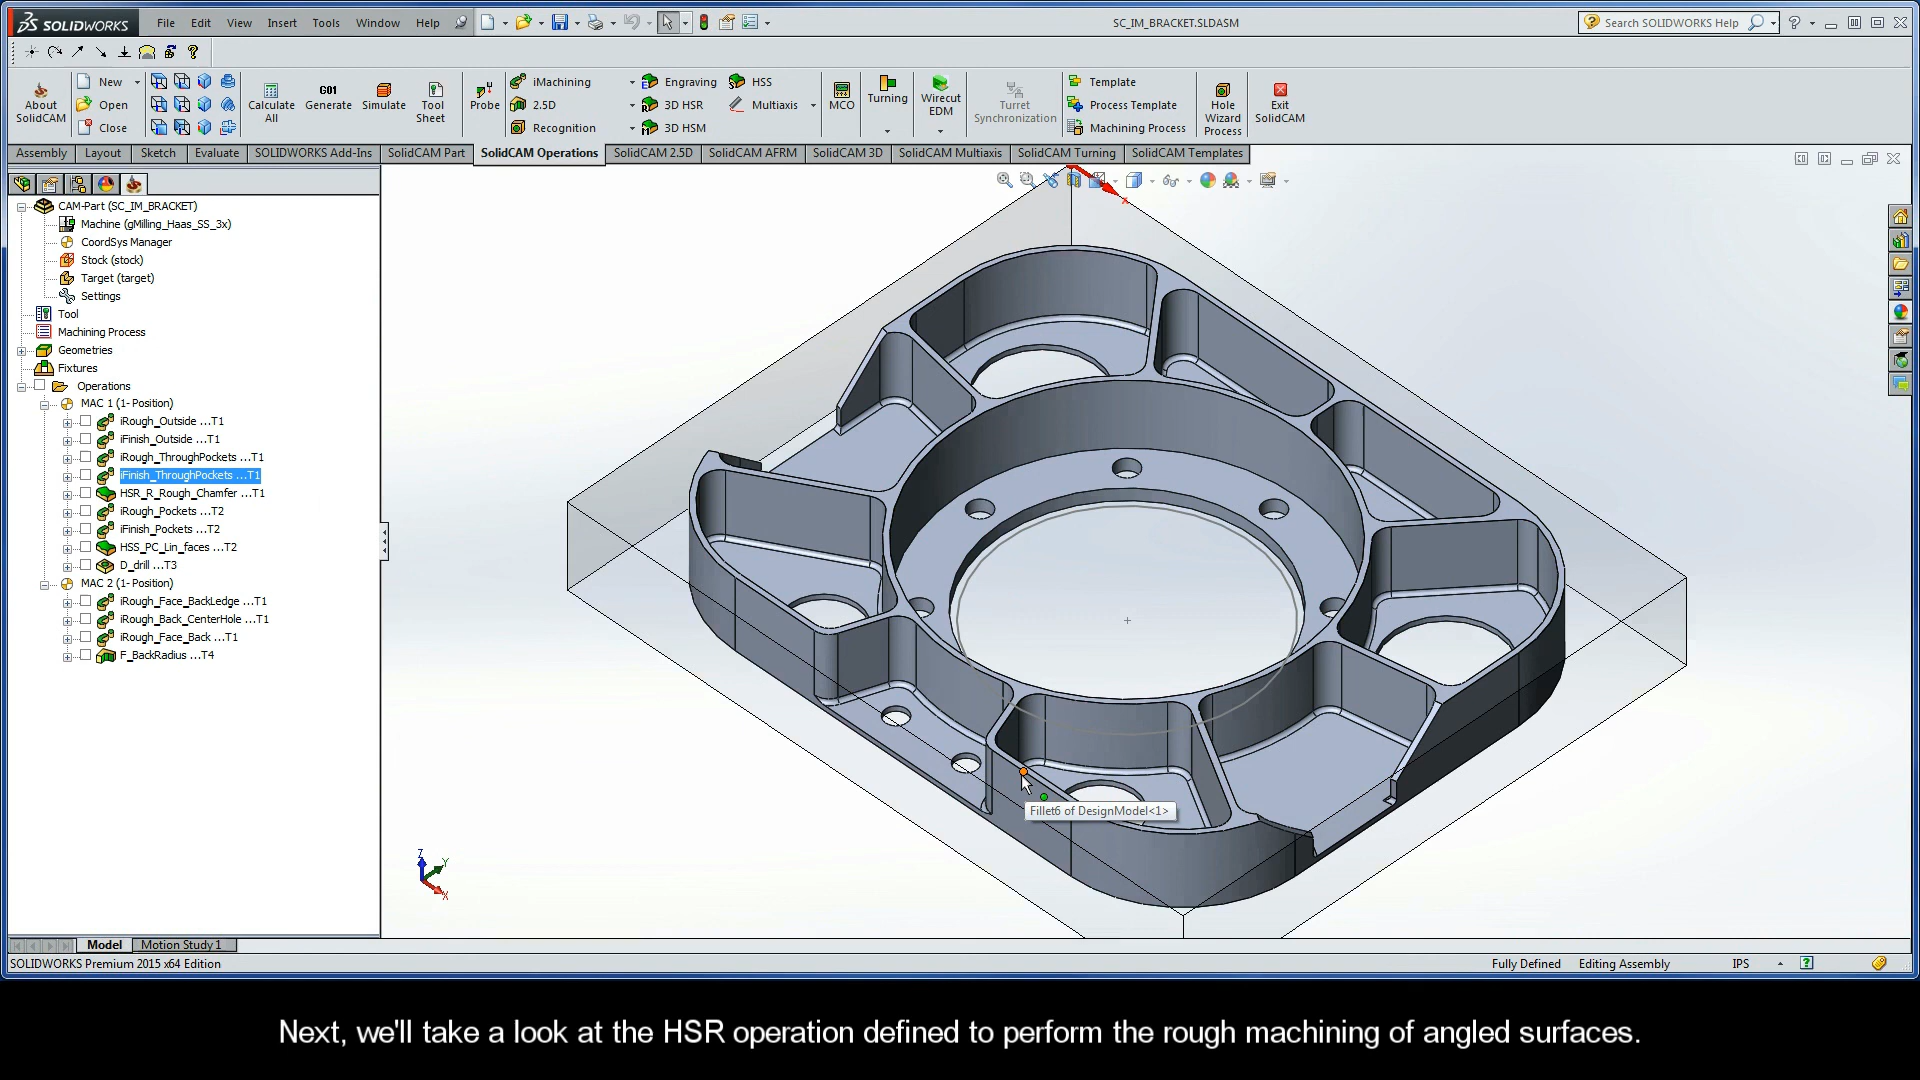 SOLIDWORKS
File Edit View Insert Tools Window Help
SC_IM_BRACKET.SLDASM
Search SOLIDWORKS Help
About SolidCAM
New
Open
Close
Calculate All
G01
Generate
Simulate
Tool Sheet
Probe
iMachining
2.5D
Recognition
Engraving
3D HSR
3D HSM
HSS
Multiaxis
MCO
Turning
Wirecut EDM
Turret Synchronization
Template
Process Template
Machining Process
Hole Wizard Process
Exit SolidCAM
Assembly Layout Sketch Evaluate SOLIDWORKS Add-Ins SolidCAM Part SolidCAM Operations SolidCAM 2.5D SolidCAM AFRM SolidCAM 3D SolidCAM Multiaxis SolidCAM Turning SolidCAM Templates
CAM-Part (SC_IM_BRACKET)
Machine (gMilling_Haas_SS_3x)
CoordSys Manager
Stock (stock)
Target (target)
Settings
Tool
Machining Process
Geometries
Fixtures
Operations
MAC 1 (1- Position)
iRough_Outside ...T1
iFinish_Outside ...T1
iRough_ThroughPockets ...T1
iFinish_ThroughPockets ...T1
HSR_R_Rough_Chamfer ...T1
iRough_Pockets ...T2
iFinish_Pockets ...T2
HSS_PC_Lin_faces ...T2
D_drill ...T3
MAC 2 (1- Position)
iRough_Face_BackLedge ...T1
iRough_Back_CenterHole ...T1
iRough_Face_Back ...T1
F_BackRadius ...T4
X
Fillet6 of DesignModel<1>
Z
Y
X
Model Motion Study 1
SOLIDWORKS Premium 2015 x64 Edition
Fully Defined Editing Assembly IPS
Next, we'll take a look at the HSR operation defined to perform the rough machining of angled surfaces.